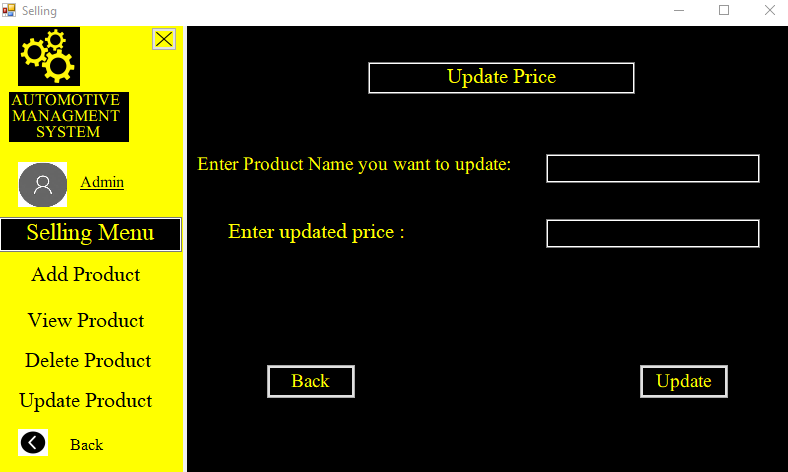 Selling
AUTOMOTIVE
MANAGMENT
SYSTEM
Admin
Selling Menu
Add Product
View Product
Delete Product
Update Product
Back
Update Price
Enter Product Name you want to update:
Enter updated price :
Back
Update